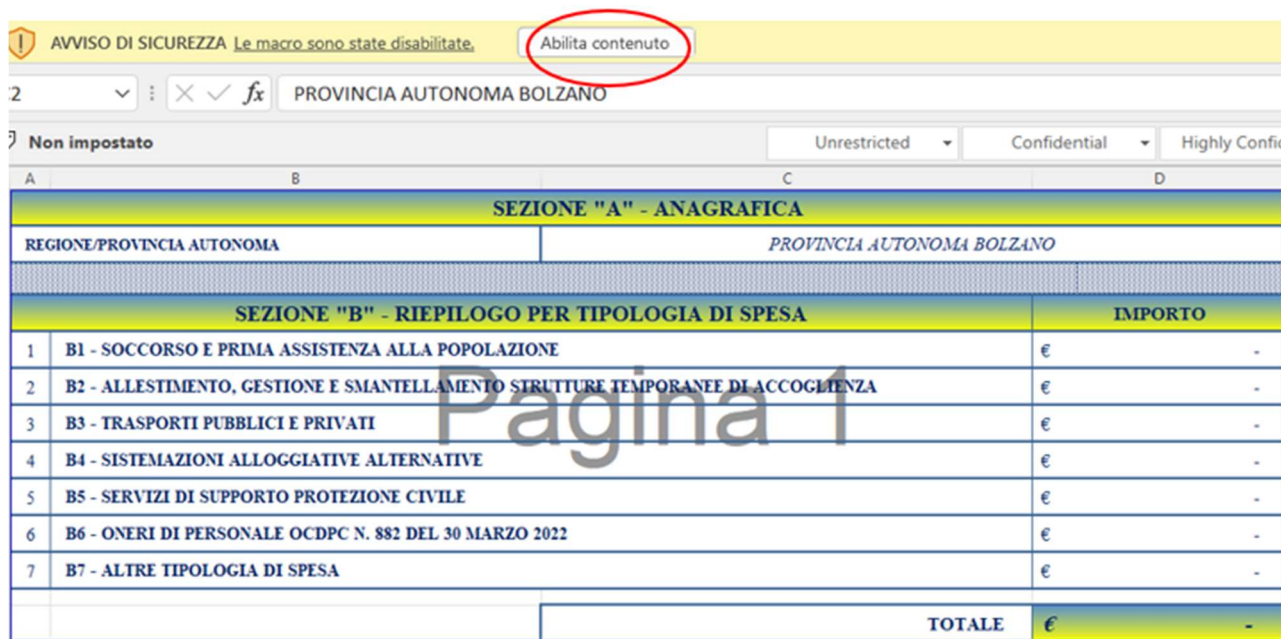 AVVISO DI SICUREZZA Le macro sono state disabilitate. Abilita contenuto
2 fx PROVINCIA AUTONOMA BOLZANO
Non impostato Unrestricted Confidential Highly Confid
A B C D
SEZIONE "A" - ANAGRAFICA
REGIONE/PROVINCIA AUTONOMA PROVINCIA AUTONOMA BOLZANO
SEZIONE "B" - RIEPILOGO PER TIPOLOGIA DI SPESA IMPORTO
1 B1 - SOCCORSO E PRIMA ASSISTENZA ALLA POPOLAZIONE € -
2 B2 - ALLESTIMENTO, GESTIONE E SMANTELLAMENTO STRUTTURE TEMPORANEE DI ACCOGLIENZA € -
3 B3 - TRASPORTI PUBBLICI E PRIVATI € -
Pagina 1
4 B4 - SISTEMAZIONI ALLOGGIATIVE ALTERNATIVE € -
5 B5 - SERVIZI DI SUPPORTO PROTEZIONE CIVILE € -
6 B6 - ONERI DI PERSONALE OCDPC N. 882 DEL 30 MARZO 2022 € -
7 B7 - ALTRE TIPOLOGIA DI SPESA € -
TOTALE € -